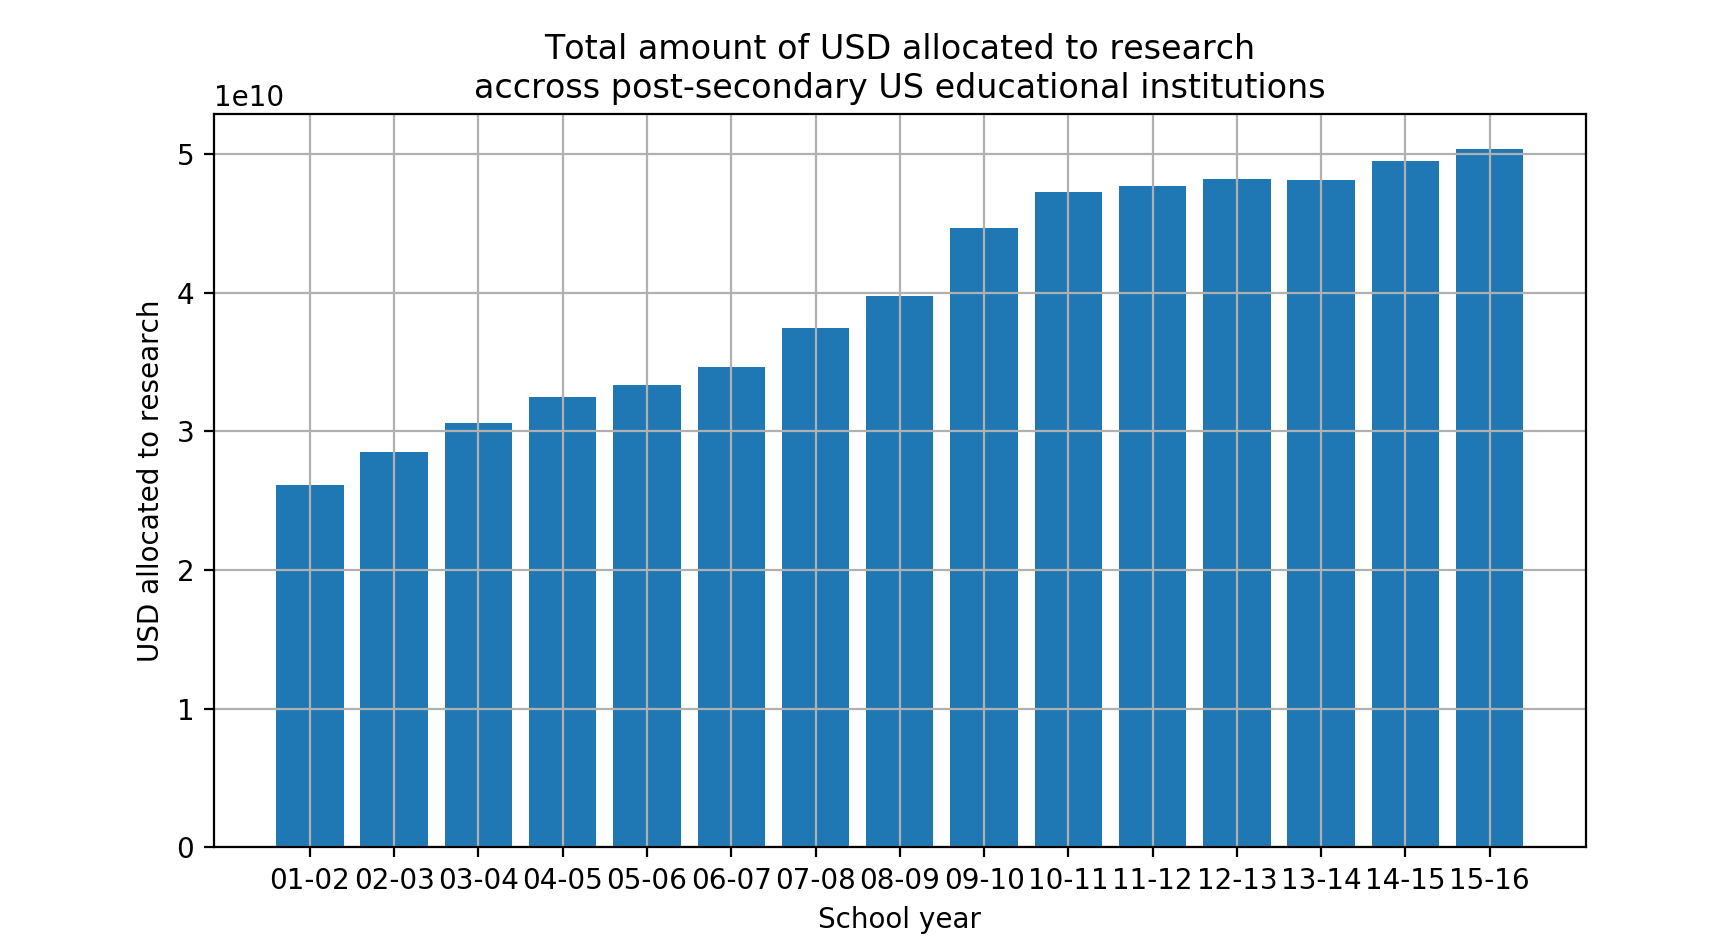 Total amount of USD allocated to research
accross post-secondary US educational institutions
1e10
5
4
3
2
1
0
USD allocated to research
01-02 02-03 03-04 04-05 05-06 06-07 07-08 08-09 09-10 10-11 11-12 12-13 13-14 14-15 15-16
School year